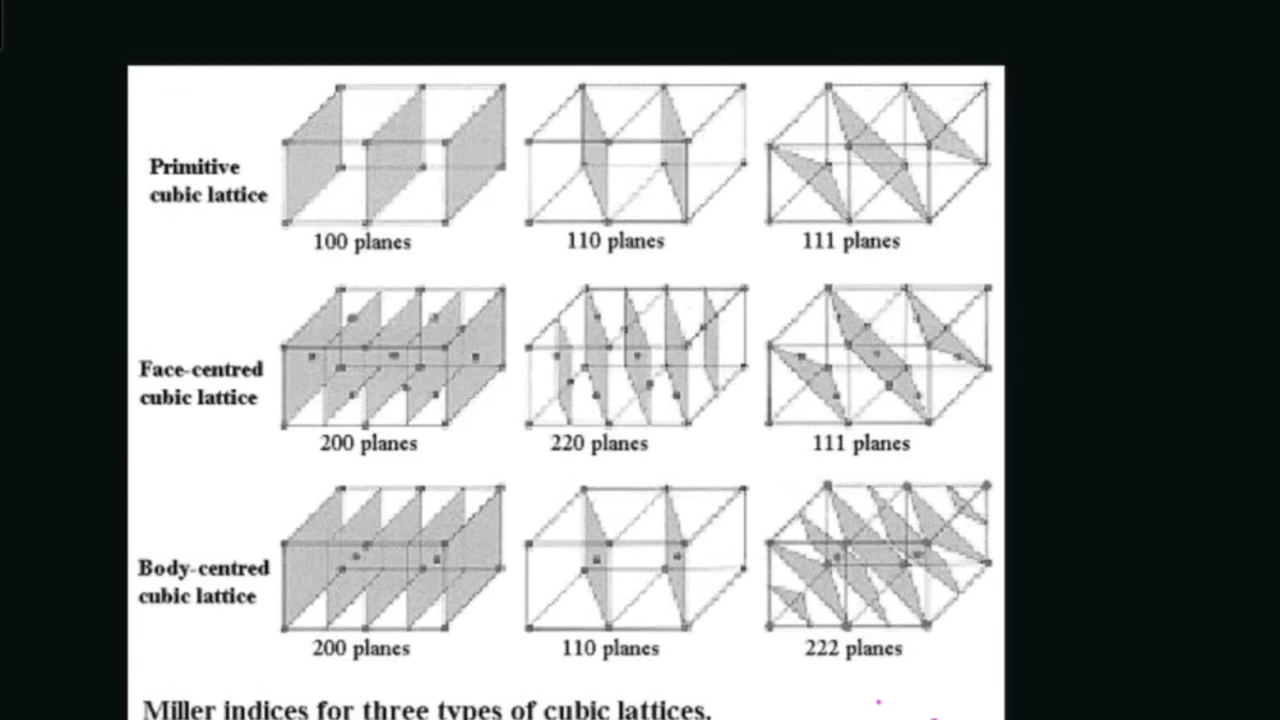 Primitive
cubic lattice
100 planes
110 planes
111 planes
Face-centred
cubic lattice
200 planes
220 planes
111 planes
Body-centred
cubic lattice
200 planes
110 planes
222 planes
Miller indices for three types of cubic lattices.